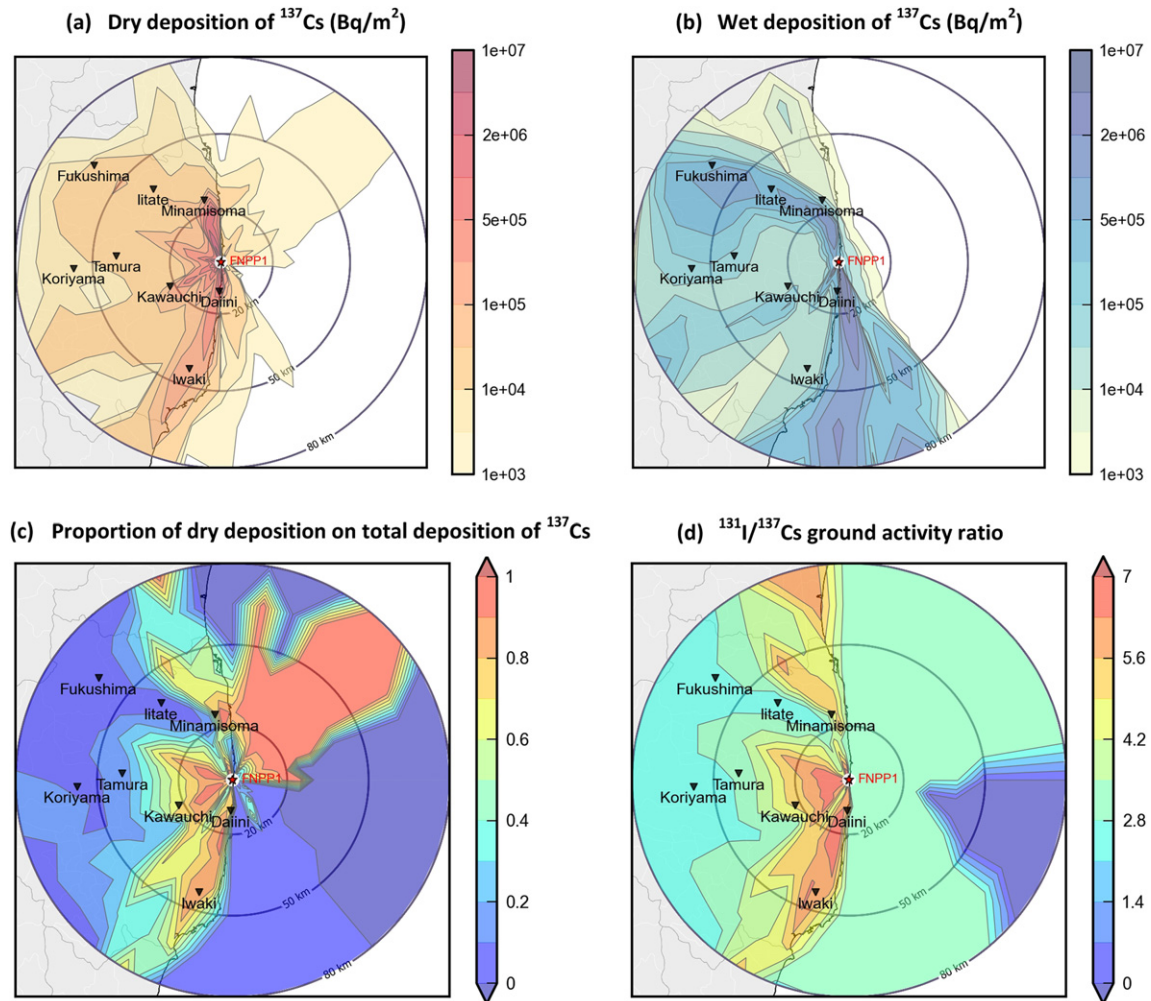 (a) Dry deposition of ¹³⁷Cs (Bq/m²)
Fukushima
Iitate
Minamisoma
FNPP1
Tamura
Koriyama
Kawauchi
Daiini
20 km
Iwaki
50 km
80 km
1e+07
2e+06
5e+05
1e+05
1e+04
1e+03
(b) Wet deposition of ¹³⁷Cs (Bq/m²)
Fukushima
Iitate
Minamisoma
FNPP1
Tamura
Koriyama
Kawauchi
Daiini
20 km
Iwaki
50 km
80 km
1e+07
2e+06
5e+05
1e+05
1e+04
1e+03
(c) Proportion of dry deposition on total deposition of ¹³⁷Cs
Fukushima
Iitate
Minamisoma
FNPP1
Tamura
Koriyama
Kawauchi
Daiini
20 km
Iwaki
50 km
80 km
1
0.8
0.6
0.4
0.2
0
(d) ¹³¹I/¹³⁷Cs ground activity ratio
Fukushima
Iitate
Minamisoma
FNPP1
Tamura
Koriyama
Kawauchi
Daiini
20 km
Iwaki
50 km
80 km
7
5.6
4.2
2.8
1.4
0